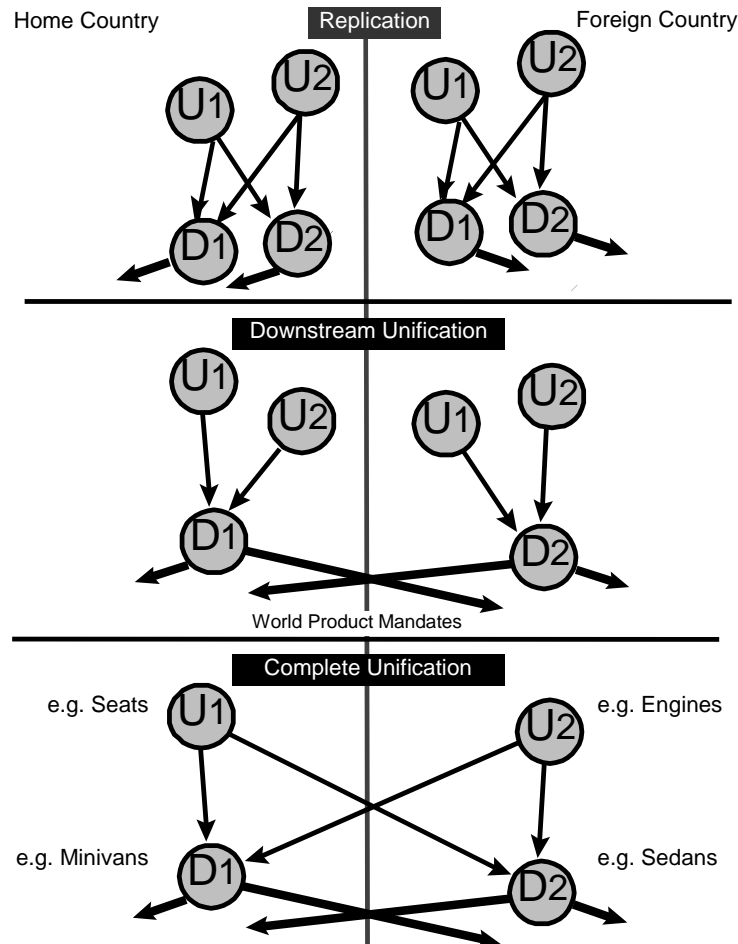 Home Country
Replication
Foreign Country
U1
U2
U1
U2
D1
D2
D1
D2
Downstream Unification
U1
U2
U1
U2
D1
D2
World Product Mandates
Complete Unification
e.g. Seats
U1
U2
e.g. Engines
e.g. Minivans
D1
D2
e.g. Sedans